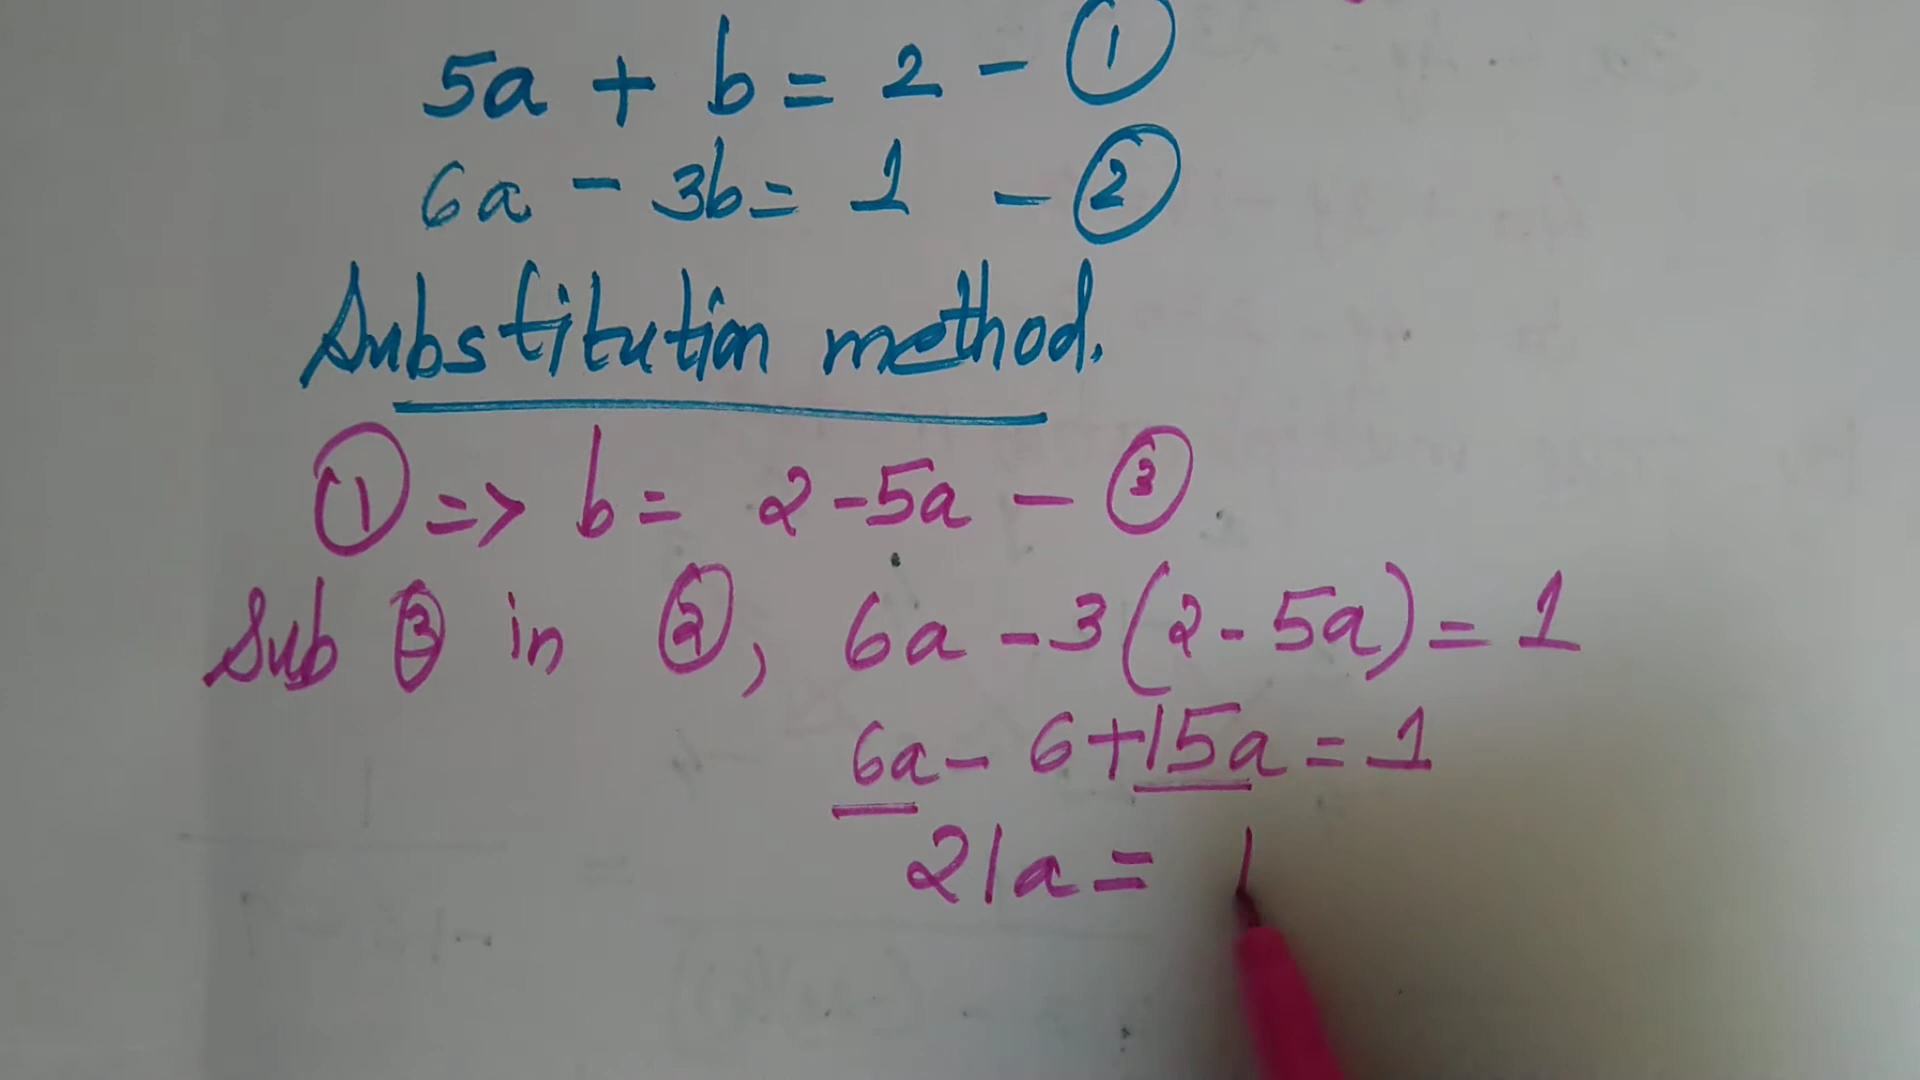 5a + b = 2 - ①
6a - 3b = 1 - ②
Substitution method.
① => b = 2 - 5a - ③
Sub ③ in ②, 6a - 3(2 - 5a) = 1
6a - 6 + 15a = 1
21a = 1